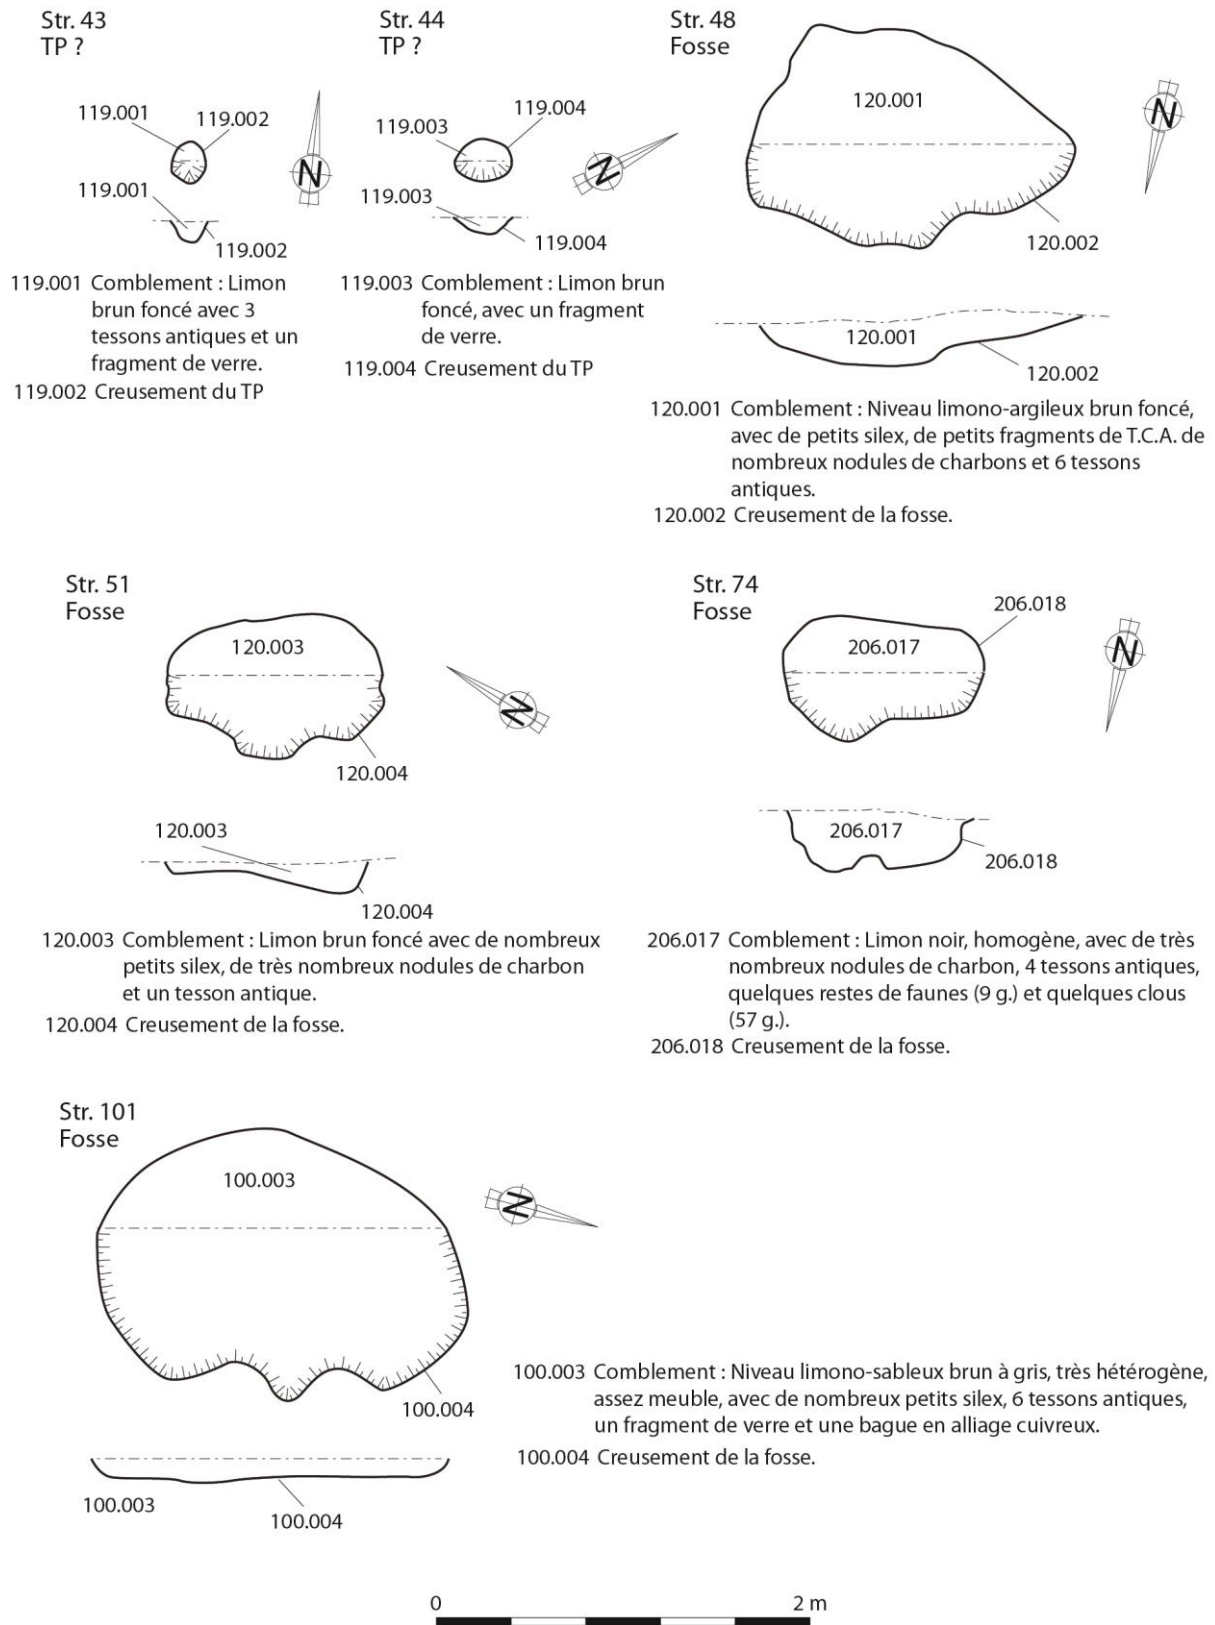 Str. 43
TP ?
119.001
119.002
N
119.001
119.002
119.001 Comblement : Limon
brun foncé avec 3
tessons antiques et un
fragment de verre.
119.002 Creusement du TP
Str. 44
TP ?
119.003
119.004
N
119.003
119.004
119.003 Comblement : Limon brun
foncé, avec un fragment
de verre.
119.004 Creusement du TP
Str. 48
Fosse
120.001
N
120.002
120.001
120.002
120.001 Comblement : Niveau limono-argileux brun foncé,
avec de petits silex, de petits fragments de T.C.A. de
nombreux nodules de charbons et 6 tessons
antiques.
120.002 Creusement de la fosse.
Str. 51
Fosse
120.003
N
120.004
120.003
120.004
120.003 Comblement : Limon brun foncé avec de nombreux
petits silex, de très nombreux nodules de charbon
et un tesson antique.
120.004 Creusement de la fosse.
Str. 74
Fosse
206.018
206.017
N
206.017
206.018
206.017 Comblement : Limon noir, homogène, avec de très
nombreux nodules de charbon, 4 tessons antiques,
quelques restes de faunes (9 g.) et quelques clous
(57 g.).
206.018 Creusement de la fosse.
Str. 101
Fosse
100.003
N
100.004
100.003
100.004
100.003 Comblement : Niveau limono-sableux brun à gris, très hétérogène,
assez meuble, avec de nombreux petits silex, 6 tessons antiques,
un fragment de verre et une bague en alliage cuivreux.
100.004 Creusement de la fosse.
0 2 m